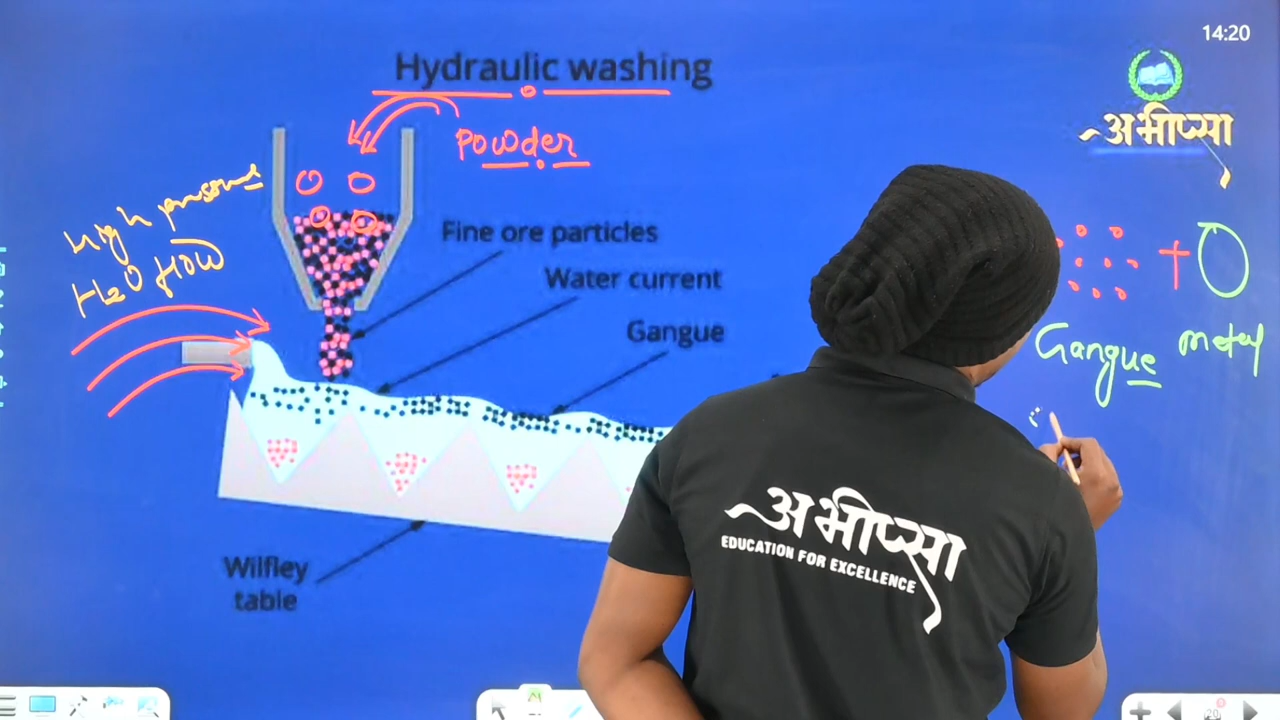 14:20
Hydraulic washing
अभीप्सा
Powder
High pressure
H₂O flow
Fine ore particles
Water current
Gangue
Gangue
metal
Wilfley
table
अभीप्सा
EDUCATION FOR EXCELLENCE